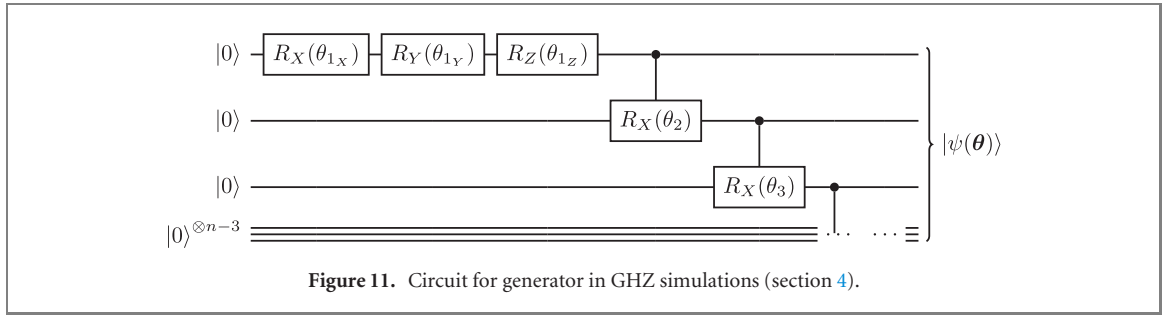 |0⟩ R_X(θ_{1_X}) R_Y(θ_{1_Y}) R_Z(θ_{1_Z})
|0⟩ R_X(θ_2)
|ψ(θ)⟩
|0⟩ R_X(θ_3)
|0⟩^{⊗n−3} ... ...
Figure 11. Circuit for generator in GHZ simulations (section 4).